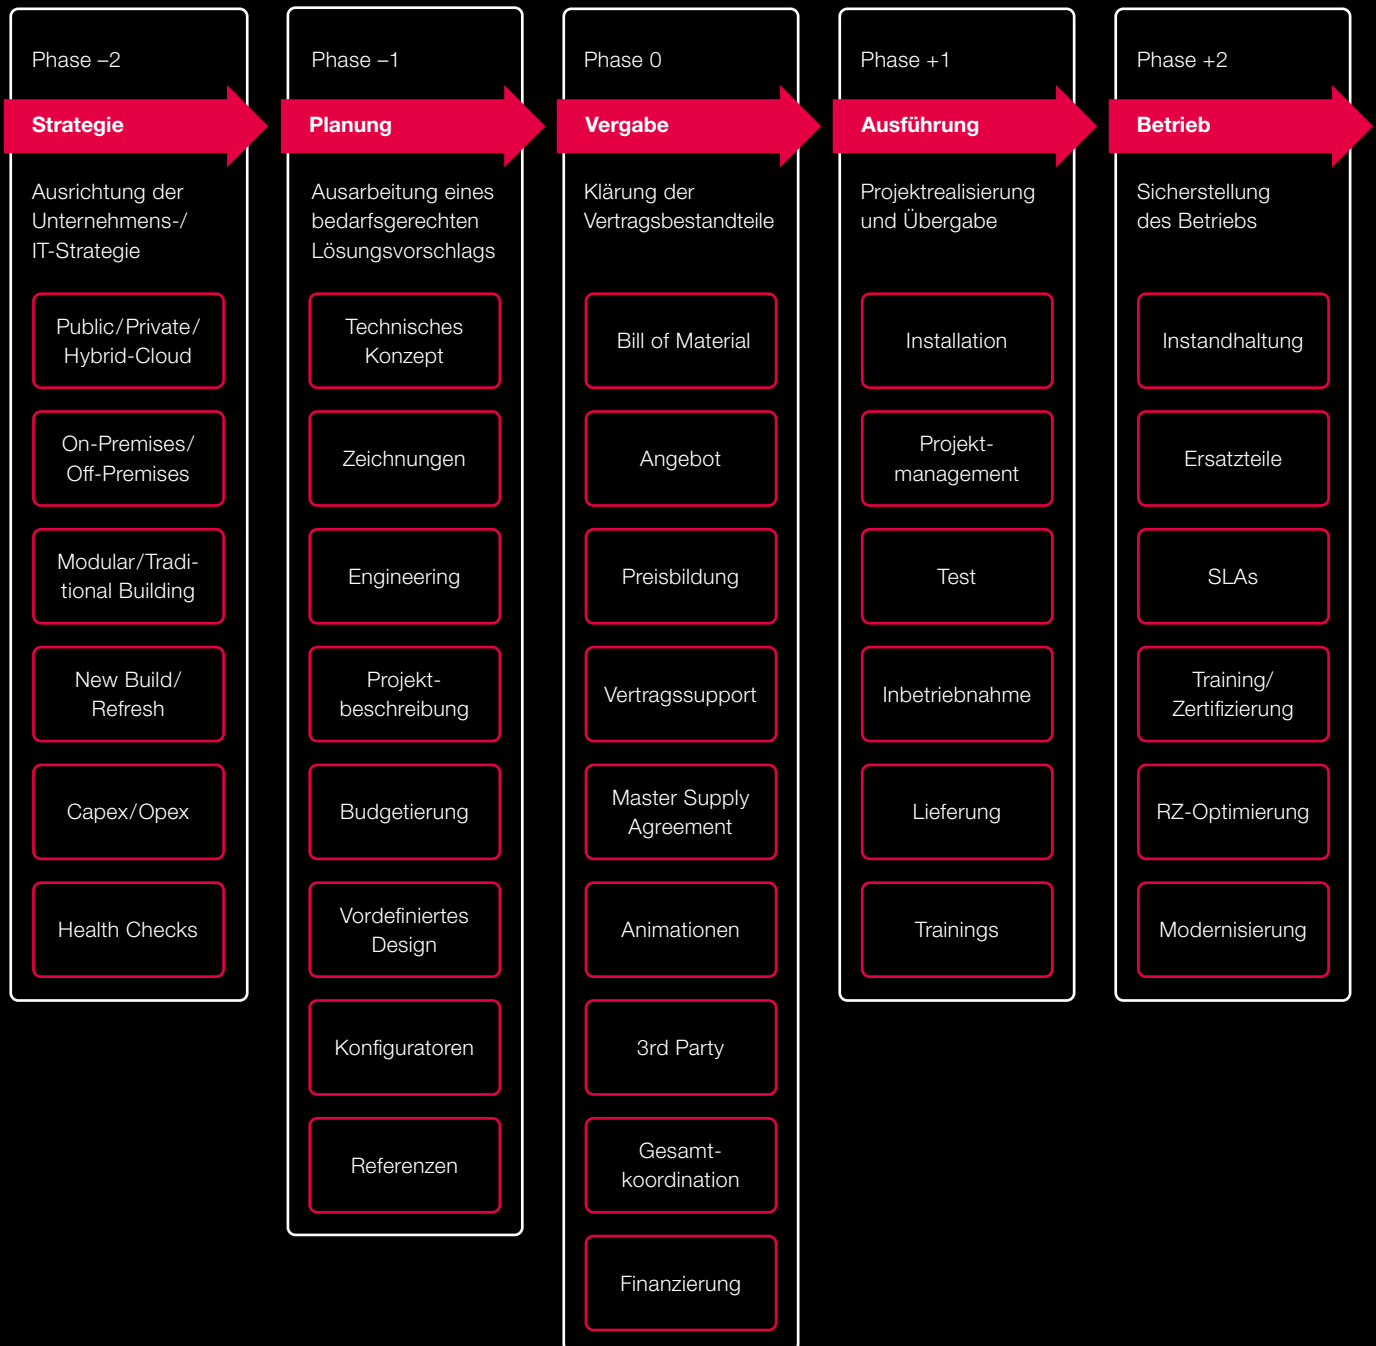 Phase –2
Strategie
Ausrichtung der
Unternehmens-/
IT-Strategie
Public/Private/
Hybrid-Cloud
On-Premises/
Off-Premises
Modular/Tradi-
tional Building
New Build/
Refresh
Capex/Opex
Health Checks
Phase –1
Planung
Ausarbeitung eines
bedarfsgerechten
Lösungsvorschlags
Technisches
Konzept
Zeichnungen
Engineering
Projekt-
beschreibung
Budgetierung
Vordefiniertes
Design
Konfiguratoren
Referenzen
Phase 0
Vergabe
Klärung der
Vertragsbestandteile
Bill of Material
Angebot
Preisbildung
Vertragssupport
Master Supply
Agreement
Animationen
3rd Party
Gesamt-
koordination
Finanzierung
Phase +1
Ausführung
Projektrealisierung
und Übergabe
Installation
Projekt-
management
Test
Inbetriebnahme
Lieferung
Trainings
Phase +2
Betrieb
Sicherstellung
des Betriebs
Instandhaltung
Ersatzteile
SLAs
Training/
Zertifizierung
RZ-Optimierung
Modernisierung